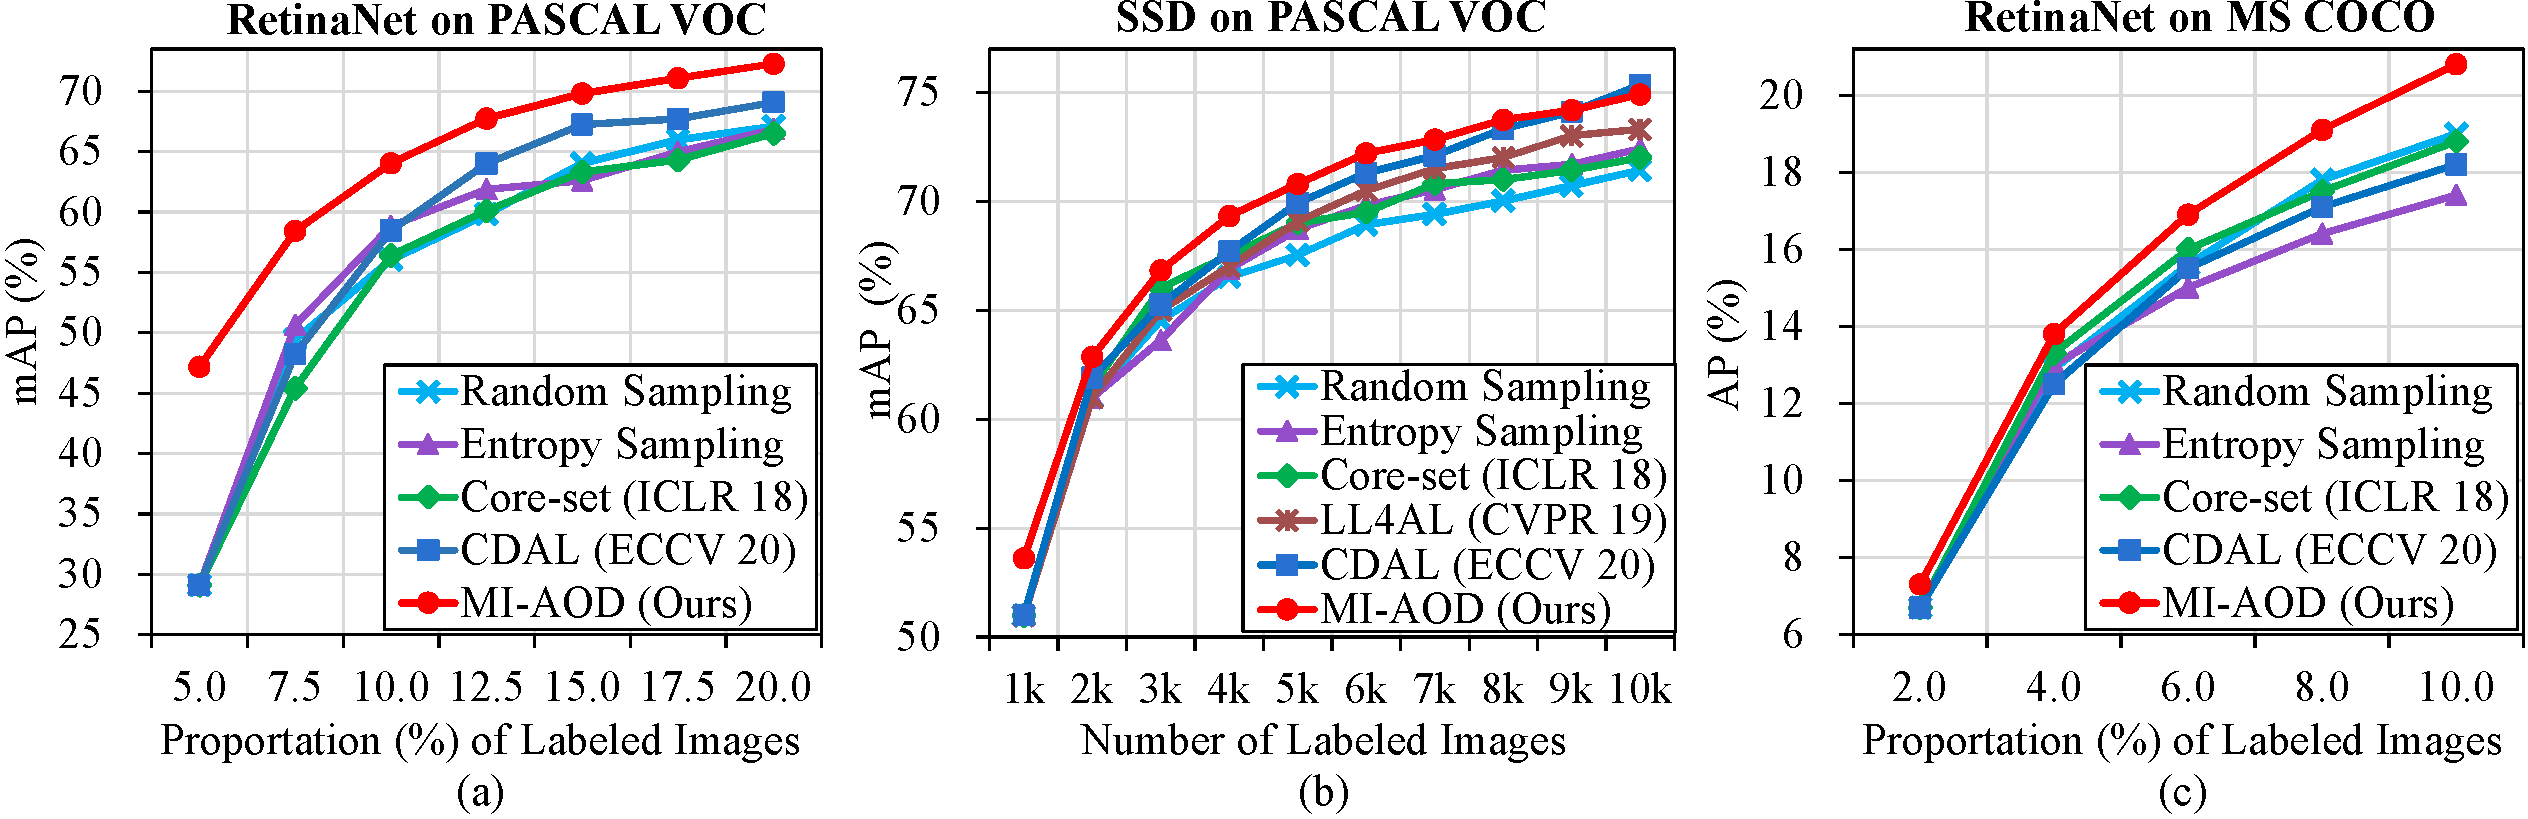 RetinaNet on PASCAL VOC
mAP (%)
70
65
60
55
50
45
40
35
30
25
Random Sampling
Entropy Sampling
Core-set (ICLR 18)
CDAL (ECCV 20)
MI-AOD (Ours)
5.0 7.5 10.0 12.5 15.0 17.5 20.0
Proportation (%) of Labeled Images
(a)
SSD on PASCAL VOC
mAP (%)
75
70
65
60
55
50
Random Sampling
Entropy Sampling
Core-set (ICLR 18)
LL4AL (CVPR 19)
CDAL (ECCV 20)
MI-AOD (Ours)
1k 2k 3k 4k 5k 6k 7k 8k 9k 10k
Number of Labeled Images
(b)
RetinaNet on MS COCO
AP (%)
20
18
16
14
12
10
8
6
Random Sampling
Entropy Sampling
Core-set (ICLR 18)
CDAL (ECCV 20)
MI-AOD (Ours)
2.0 4.0 6.0 8.0 10.0
Proportation (%) of Labeled Images
(c)